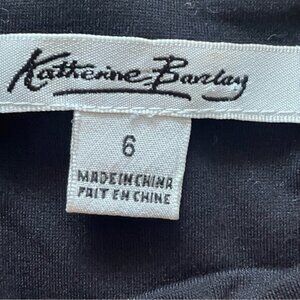 Katherine Barclay
6
MADE IN CHINA
FAIT EN CHINE